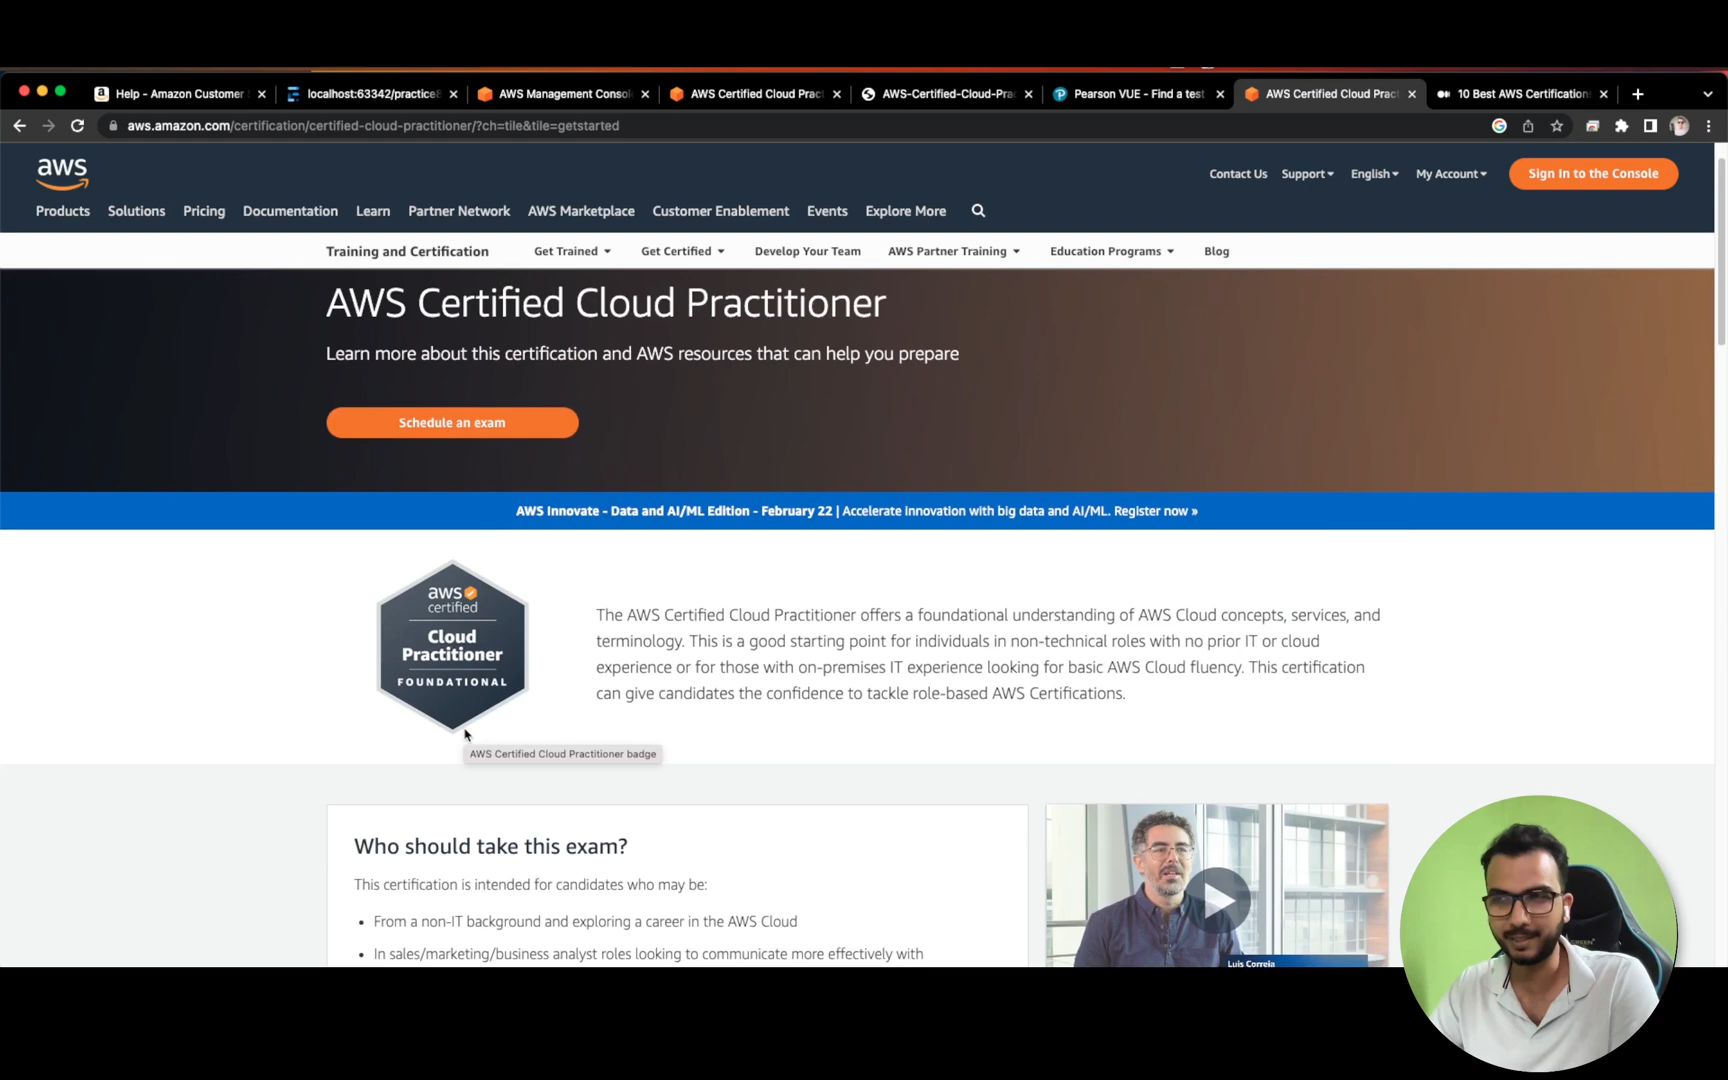 Help - Amazon Customer
localhost:63342/practice
AWS Management Consol
AWS Certified Cloud Pract
AWS-Certified-Cloud-Pra
Pearson VUE - Find a test
AWS Certified Cloud Pract
10 Best AWS Certification
aws.amazon.com/certification/certified-cloud-practitioner/?ch=tile&tile=getstarted
aws
Contact Us
Support
English
My Account
Sign In to the Console
Products
Solutions
Pricing
Documentation
Learn
Partner Network
AWS Marketplace
Customer Enablement
Events
Explore More
Training and Certification
Get Trained
Get Certified
Develop Your Team
AWS Partner Training
Education Programs
Blog
AWS Certified Cloud Practitioner
Learn more about this certification and AWS resources that can help you prepare
Schedule an exam
AWS Innovate - Data and AI/ML Edition - February 22 | Accelerate innovation with big data and AI/ML. Register now »
aws
certified
Cloud
Practitioner
FOUNDATIONAL
The AWS Certified Cloud Practitioner offers a foundational understanding of AWS Cloud concepts, services, and
terminology. This is a good starting point for individuals in non-technical roles with no prior IT or cloud
experience or for those with on-premises IT experience looking for basic AWS Cloud fluency. This certification
can give candidates the confidence to tackle role-based AWS Certifications.
AWS Certified Cloud Practitioner badge
Who should take this exam?
This certification is intended for candidates who may be:
• From a non-IT background and exploring a career in the AWS Cloud
• In sales/marketing/business analyst roles looking to communicate more effectively with
Luis Correia